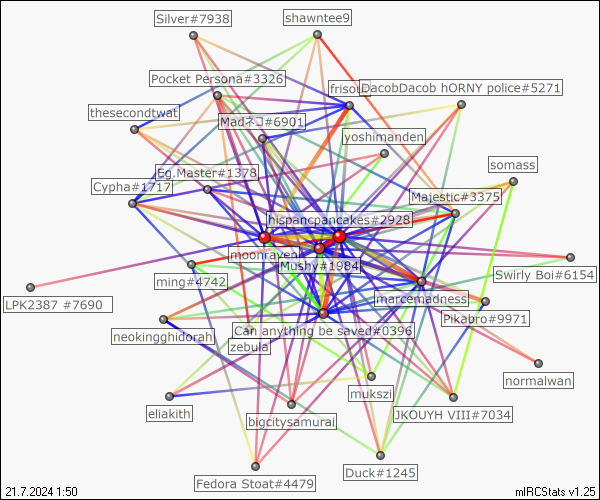 Silver#7938
shawntee9
Pocket Persona#3326
frisou
DacobDacob hORNY police#5271
thesecondtwat
Madネコ#6901
yoshimanden
somass
Eg.Master#1378
Cypha#1717
Majestic#3375
hispancpancakes#2928
moonraven
Mushy#1984
Swirly Boi#6154
ming#4742
marcemadness
LPK2387 #7690
Pikabro#9971
neokingghidorah
Can anything be saved#0396
zebula
normalwan
mukszi
eliakith
bigcitysamurai
JKOUYH VIII#7034
Duck#1245
Fedora Stoat#4479
21.7.2024 1:50
mIRCStats v1.25